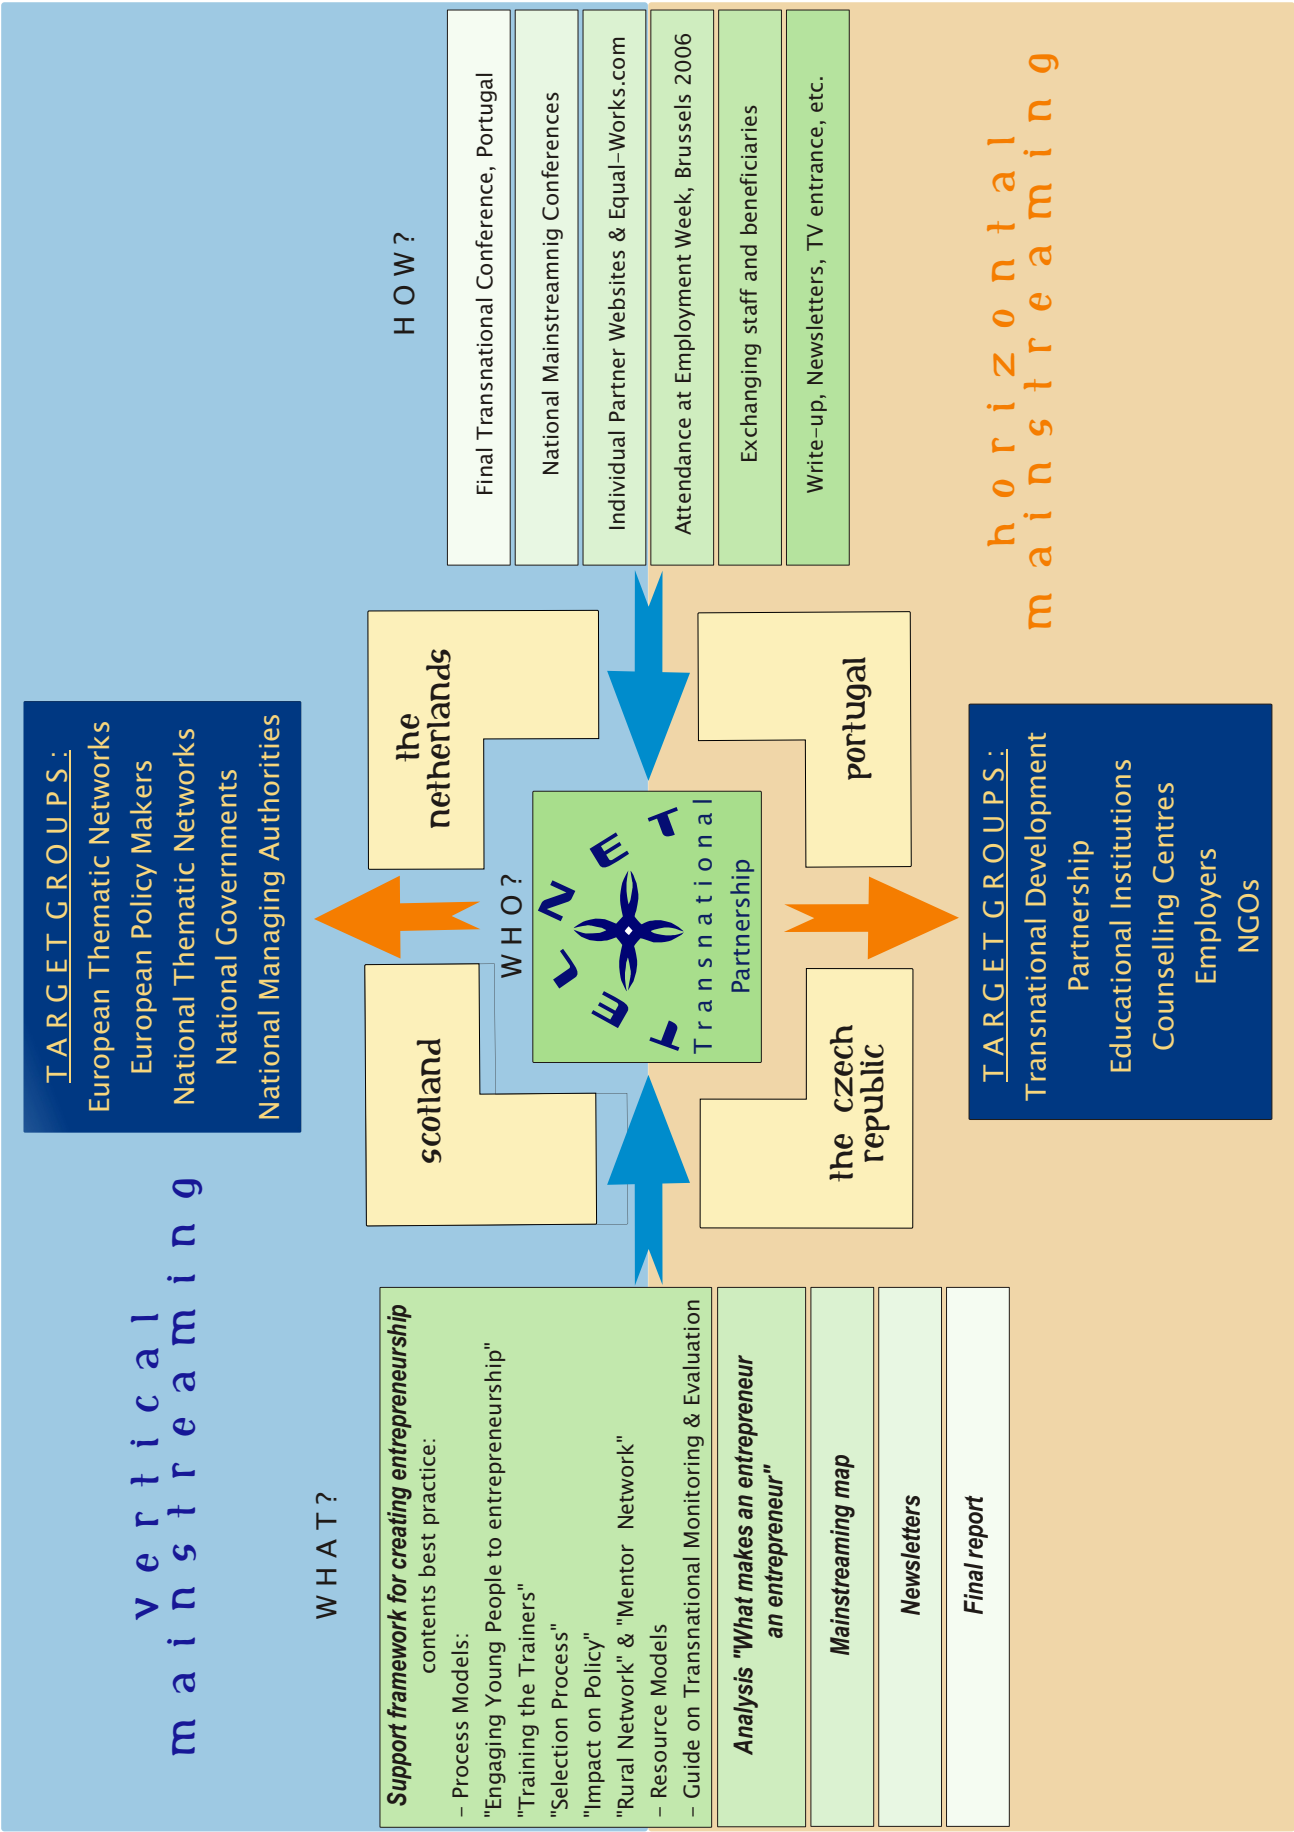 vertical
mainstreaming
TARGET GROUPS:
European Thematic Networks
European Policy Makers
National Thematic Networks
National Governments
National Managing Authorities
WHAT?
Support framework for creating entrepreneurship
contents best practice:
– Process Models:
"Engaging Young People to entrepreneurship"
"Training the Trainers"
"Selection Process"
"Impact on Policy"
"Rural Network" & "Mentor Network"
– Resource Models
– Guide on Transnational Monitoring & Evaluation
Analysis "What makes an entrepreneur
an entrepreneur"
Mainstreaming map
Newsletters
Final report
scotland
the
netherlands
WHO?
TELNET
Transnational
Partnership
the czech
republic
portugal
HOW?
Final Transnational Conference, Portugal
National Mainstreamnig Conferences
Individual Partner Websites & Equal-Works.com
Attendance at Employment Week, Brussels 2006
Exchanging staff and beneficiaries
Write-up, Newsletters, TV entrance, etc.
TARGET GROUPS:
Transnational Development
Partnership
Educational Institutions
Counselling Centres
Employers
NGOs
horizontal
mainstreaming